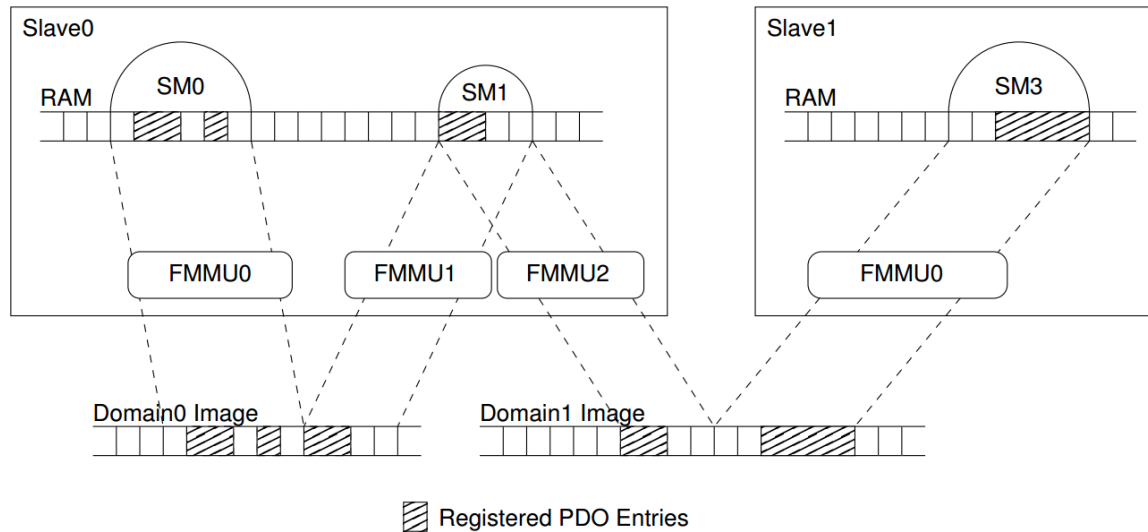 Slave0
Slave1
SM0
SM1
SM3
RAM
RAM
FMMU0
FMMU1
FMMU2
FMMU0
Domain0 Image
Domain1 Image
Registered PDO Entries